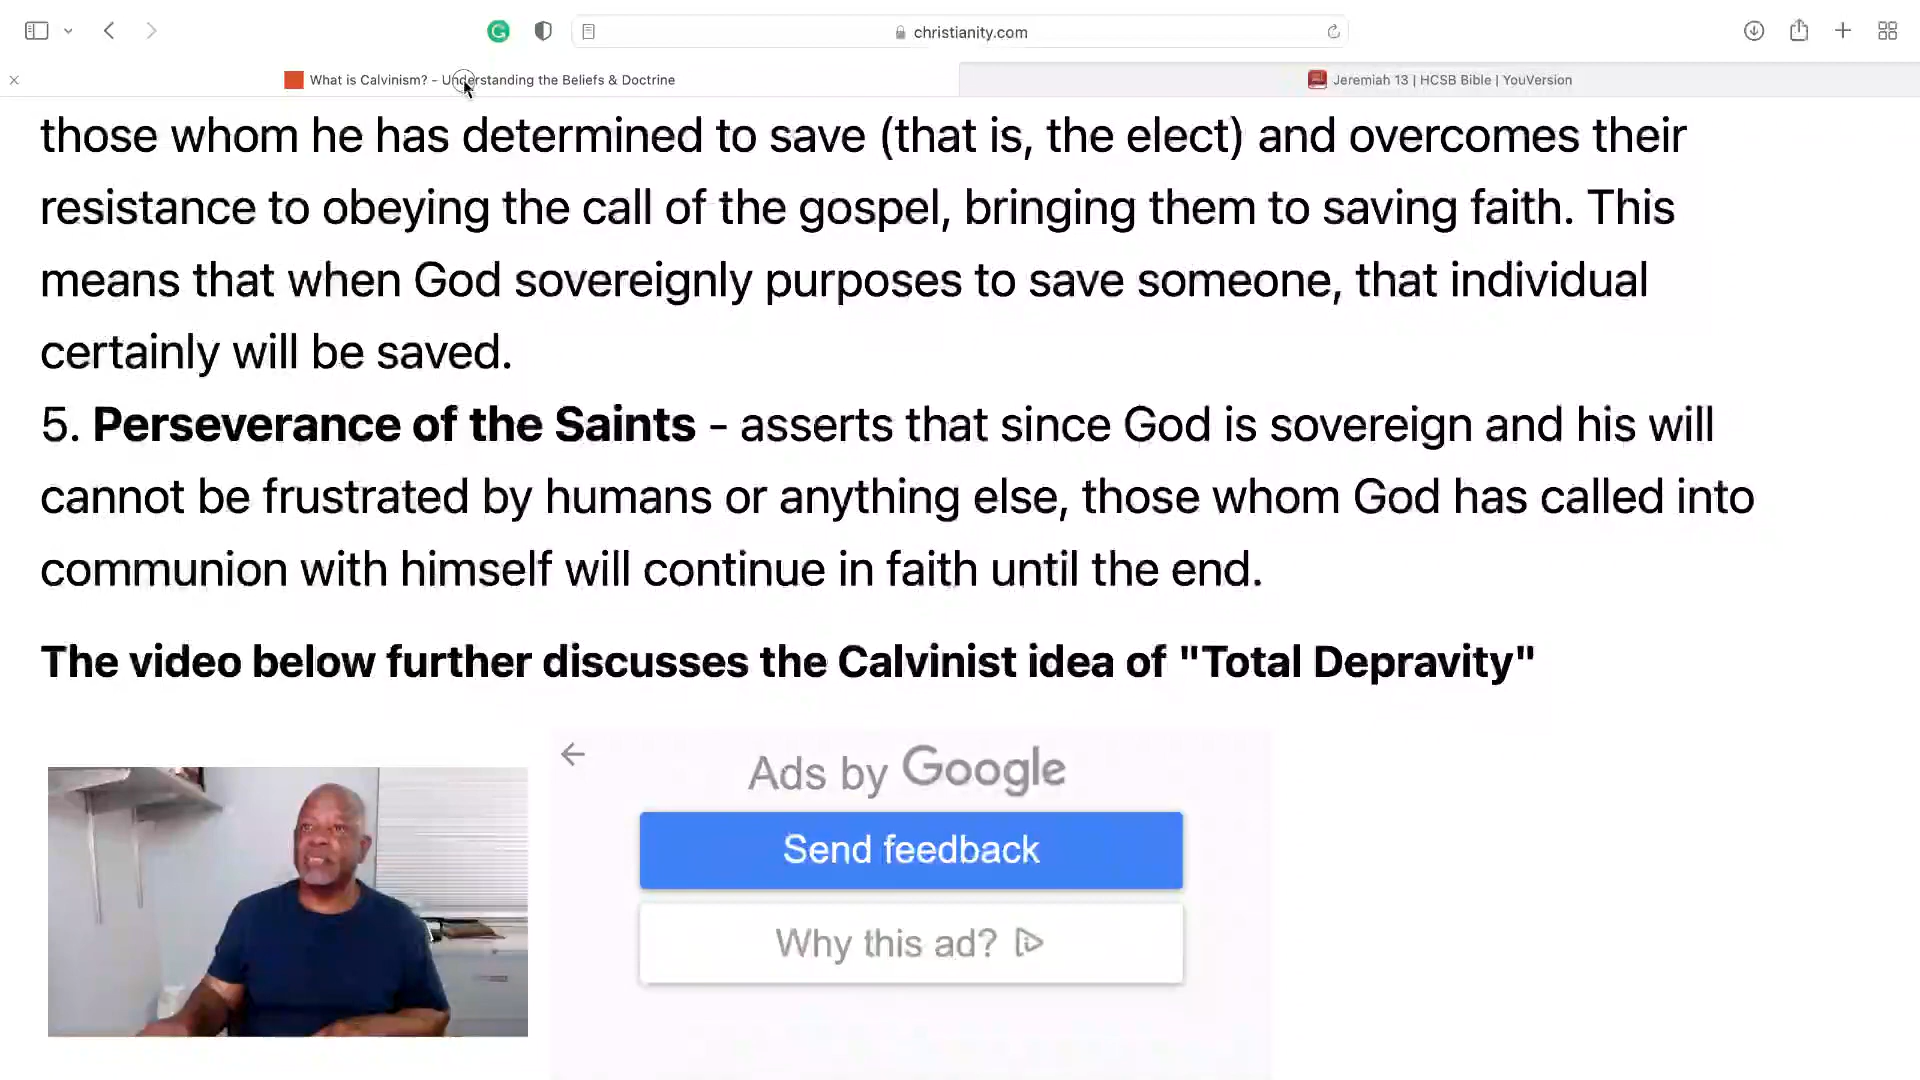 christianity.com
What is Calvinism? - Understanding the Beliefs & Doctrine
Jeremiah 13 | HCSB Bible | YouVersion
those whom he has determined to save (that is, the elect) and overcomes their
resistance to obeying the call of the gospel, bringing them to saving faith. This
means that when God sovereignly purposes to save someone, that individual
certainly will be saved.
5. Perseverance of the Saints - asserts that since God is sovereign and his will
cannot be frustrated by humans or anything else, those whom God has called into
communion with himself will continue in faith until the end.
The video below further discusses the Calvinist idea of "Total Depravity"
Ads by Google
Send feedback
Why this ad?